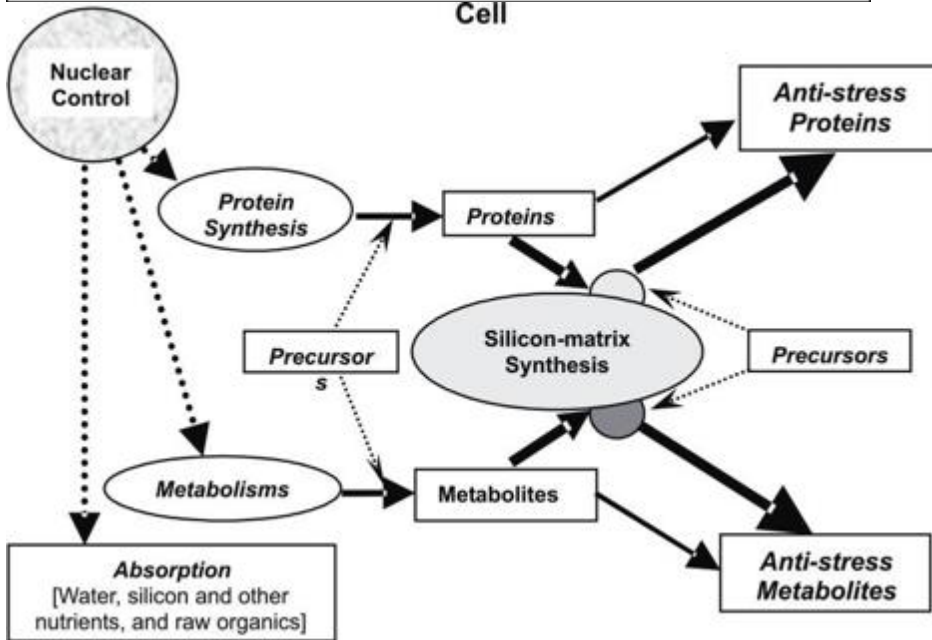 Cell
Nuclear
Control
Anti-stress
Proteins
Protein
Synthesis
Proteins
Precursor
s
Silicon-matrix
Synthesis
Precursors
Metabolisms
Metabolites
Absorption
[Water, silicon and other
nutrients, and raw organics]
Anti-stress
Metabolites